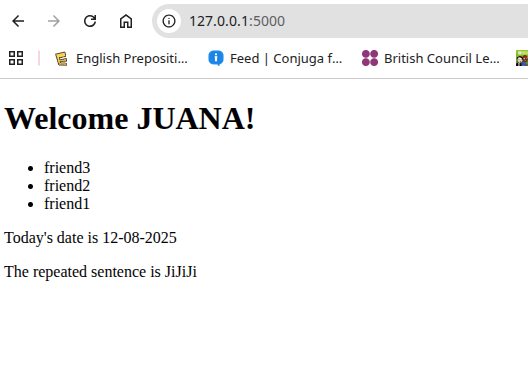 127.0.0.1:5000
English Prepositi... Feed | Conjuga f... British Council Le...
Welcome JUANA!
friend3
friend2
friend1
Today's date is 12-08-2025
The repeated sentence is JiJiJi